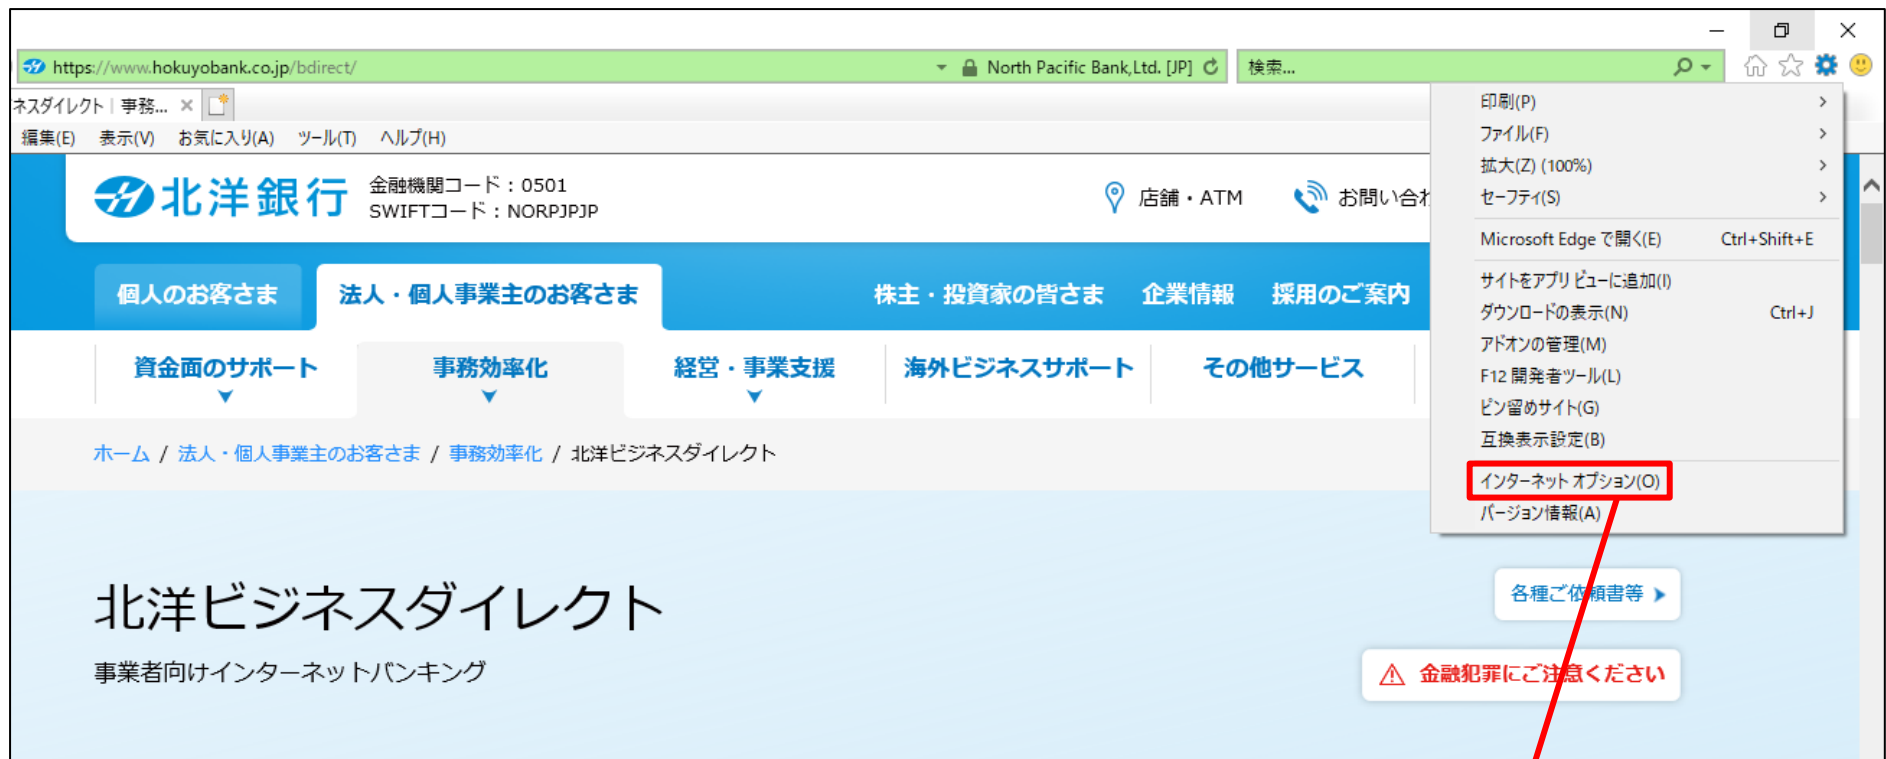 https://www.hokuyobank.co.jp/bdirect/
North Pacific Bank,Ltd. [JP]
検索...
ネスダイレクト | 事務...
編集(E) 表示(V) お気に入り(A) ツール(T) ヘルプ(H)
北洋銀行
金融機関コード:0501
SWIFTコード:NORPJPJP
店舗・ATM
お問い合わ
個人のお客さま
法人・個人事業主のお客さま
株主・投資家の皆さま
企業情報
採用のご案内
資金面のサポート
事務効率化
経営・事業支援
海外ビジネスサポート
その他サービス
ホーム / 法人・個人事業主のお客さま / 事務効率化 / 北洋ビジネスダイレクト
印刷(P)
ファイル(F)
拡大(Z) (100%)
セーフティ(S)
Microsoft Edge で開く(E) Ctrl+Shift+E
サイトをアプリ ビューに追加(I)
ダウンロードの表示(N) Ctrl+J
アドオンの管理(M)
F12 開発者ツール(L)
ピン留めサイト(G)
互換表示設定(B)
インターネット オプション(O)
バージョン情報(A)
北洋ビジネスダイレクト
事業者向けインターネットバンキング
各種ご依頼書等
金融犯罪にご注意ください